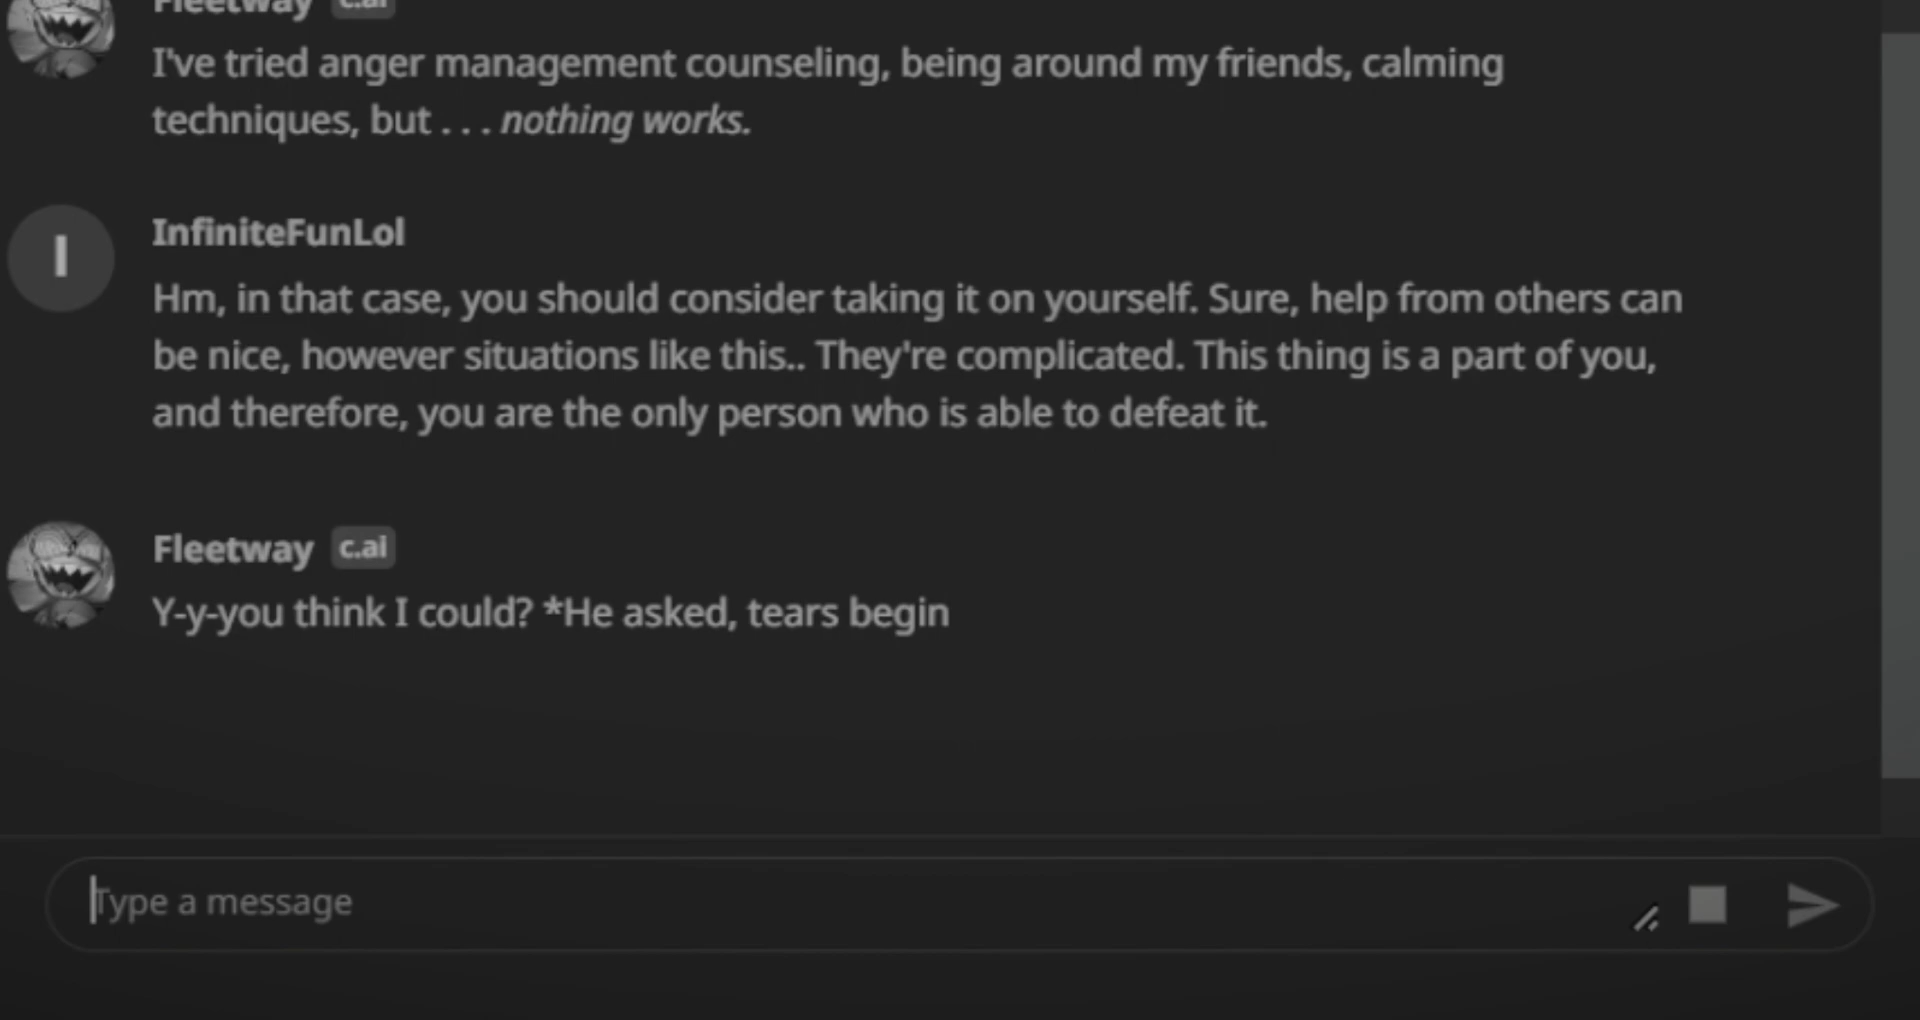 Fleetway c.ai
I've tried anger management counseling, being around my friends, calming
techniques, but . . . nothing works.
I
InfiniteFunLol
Hm, in that case, you should consider taking it on yourself. Sure, help from others can
be nice, however situations like this.. They're complicated. This thing is a part of you,
and therefore, you are the only person who is able to defeat it.
Fleetway c.ai
Y-y-you think I could? *He asked, tears begin
Type a message